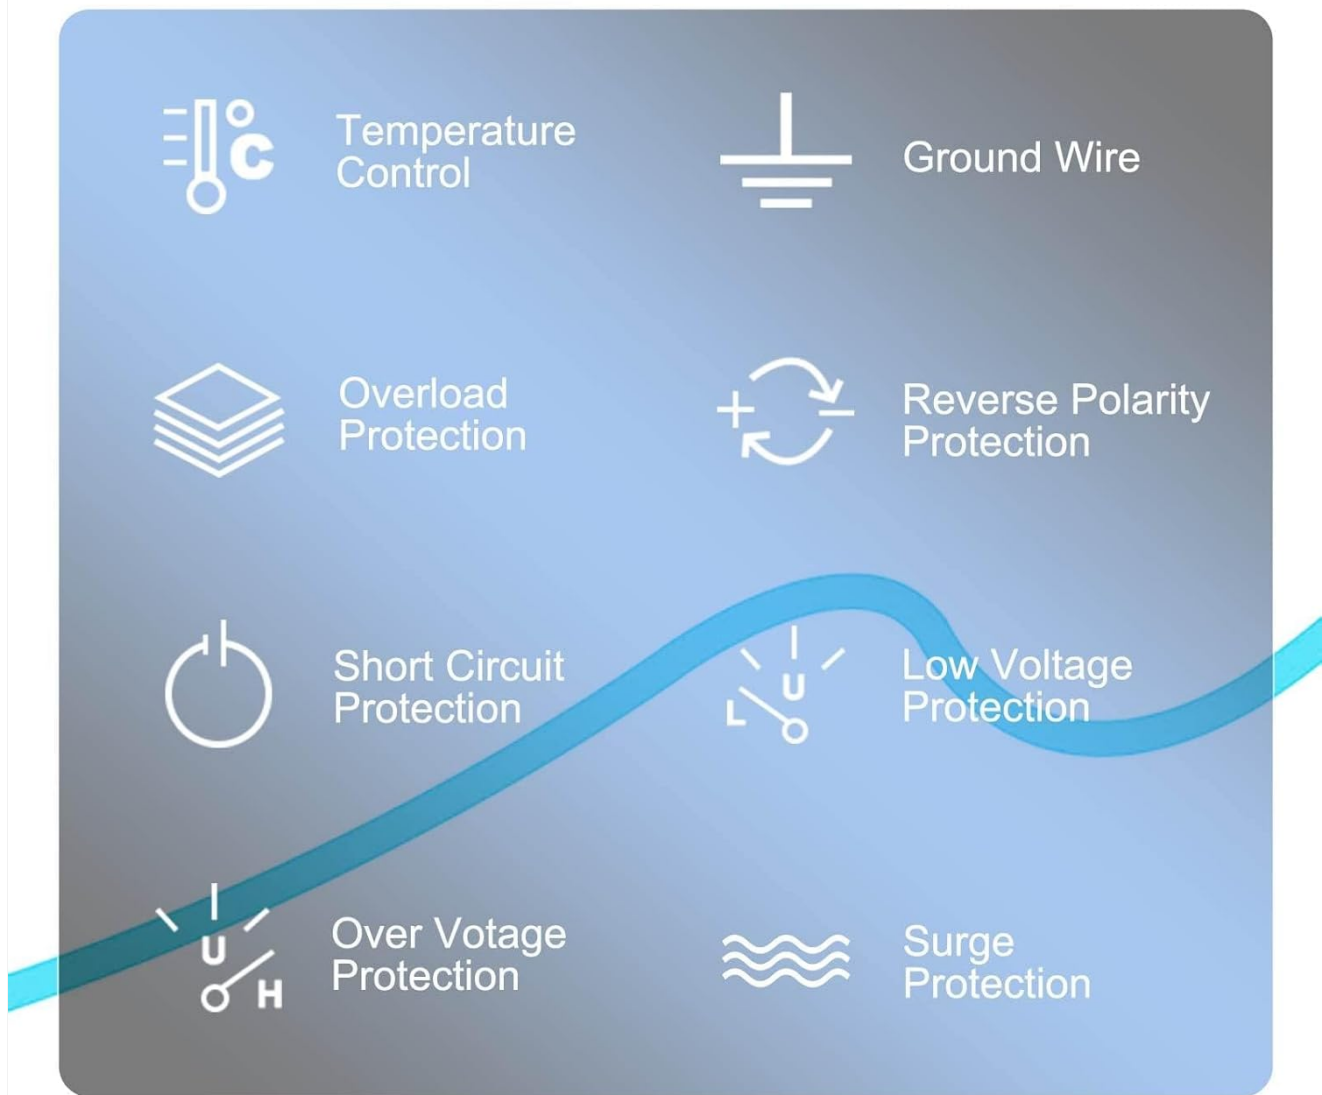 C
Temperature
Control
Ground Wire
Overload
Protection
Reverse Polarity
Protection
Short Circuit
Protection
U
L
Low Voltage
Protection
U
H
Over Votage
Protection
Surge
Protection